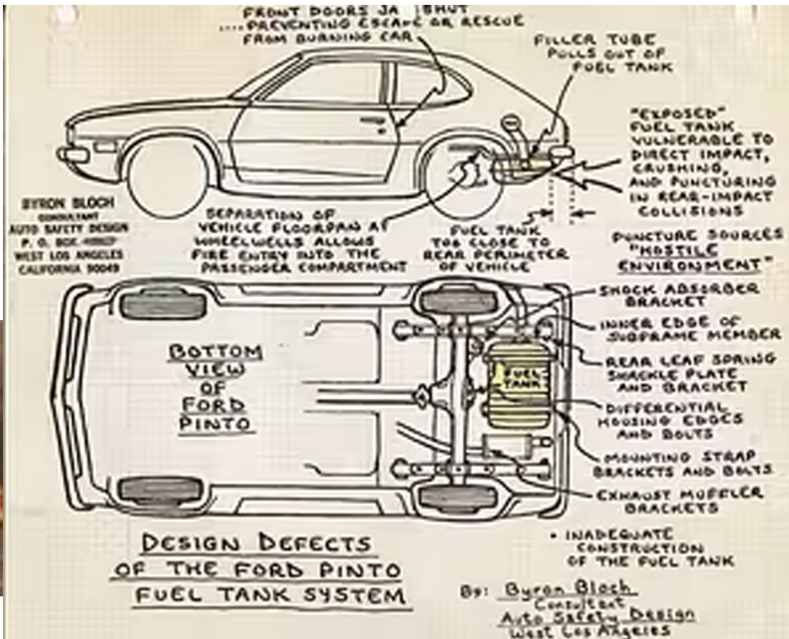 FRONT DOORS JA SHUT
.... PREVENTING ESCAPE OR RESCUE
FROM BURNING CAR
FILLER TUBE
PULLS OUT OF
FUEL TANK
"EXPOSED"
FUEL TANK
VULNERABLE TO
DIRECT IMPACT,
CRUSHING,
AND PUNCTURING
IN REAR-IMPACT
COLLISIONS
BYRON BLOCH
CONSULTANT
AUTO SAFETY DESIGN
P. O. BOX
WEST LOS ANGELES
CALIFORNIA 90049
SEPARATION OF
VEHICLE FLOORPAN AT
WHEELWELLS ALLOWS
FIRE ENTRY INTO THE
PASSENGER COMPARTMENT
FUEL TANK
TOO CLOSE TO
REAR PERIMETER
OF VEHICLE
PUNCTURE SOURCES
"HOSTILE
ENVIRONMENT"
SHOCK ABSORBER
BRACKET
INNER EDGE OF
SUBFRAME MEMBER
REAR LEAF SPRING
SHACKLE PLATE
AND BRACKET
DIFFERENTIAL
HOUSING EDGES
AND BOLTS
MOUNTING STRAP
BRACKETS AND BOLTS
EXHAUST MUFFLER
BRACKETS
BOTTOM
VIEW
OF
FORD
PINTO
FUEL
TANK
• INADEQUATE
CONSTRUCTION
OF THE FUEL TANK
DESIGN DEFECTS
OF THE FORD PINTO
FUEL TANK SYSTEM
By: Byron Bloch
Consultant
Auto Safety Design
West Los Angeles